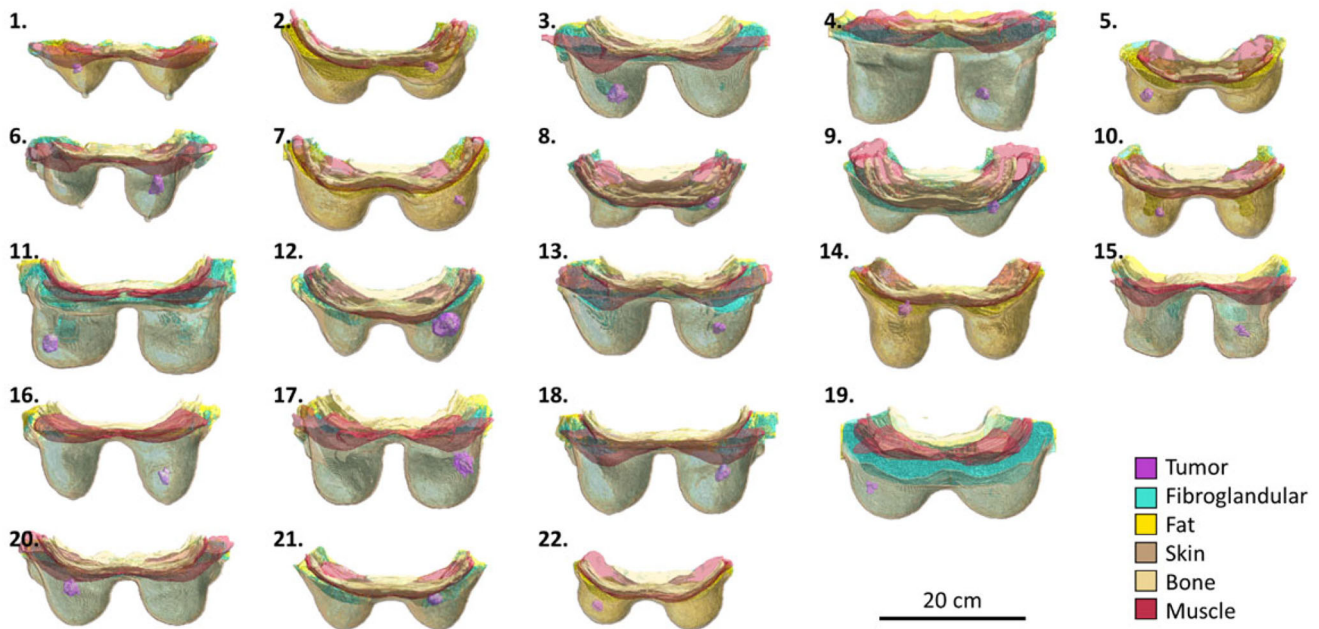 1. 2. 3. 4. 5.
6. 7. 8. 9. 10.
11. 12. 13. 14. 15.
16. 17. 18. 19.
20. 21. 22.
Tumor
Fibroglandular
Fat
Skin
Bone
Muscle
20 cm